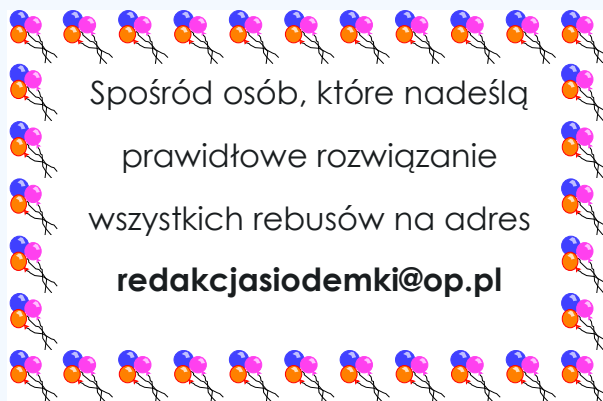 Spośród osób, które nadeślą
prawidłowe rozwiązanie
wszystkich rebusów na adres
redakcjasiodemki@op.pl